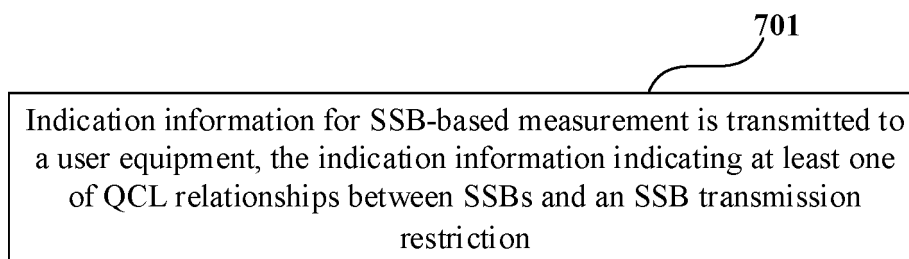 701
Indication information for SSB-based measurement is transmitted to
a user equipment, the indication information indicating at least one
of QCL relationships between SSBs and an SSB transmission
restriction